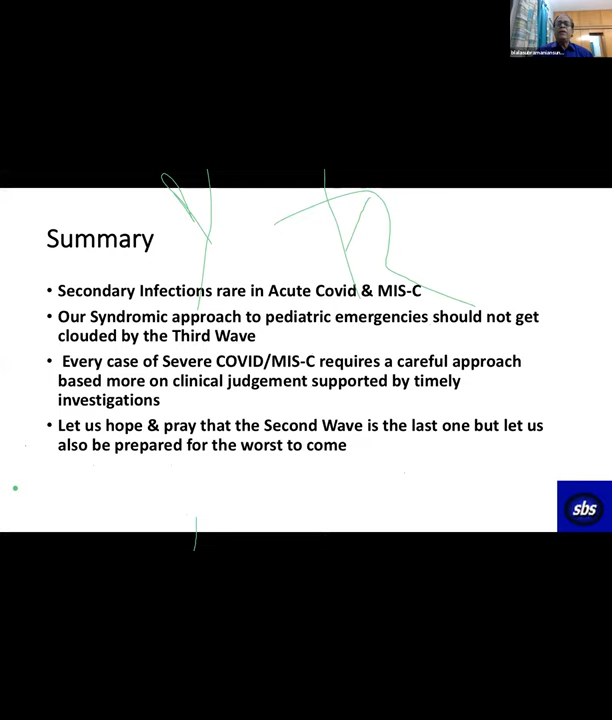 Summary
• Secondary Infections rare in Acute Covid & MIS-C
• Our Syndromic approach to pediatric emergencies should not get
clouded by the Third Wave
• Every case of Severe COVID/MIS-C requires a careful approach
based more on clinical judgement supported by timely
investigations
• Let us hope & pray that the Second Wave is the last one but let us
also be prepared for the worst to come
sbs